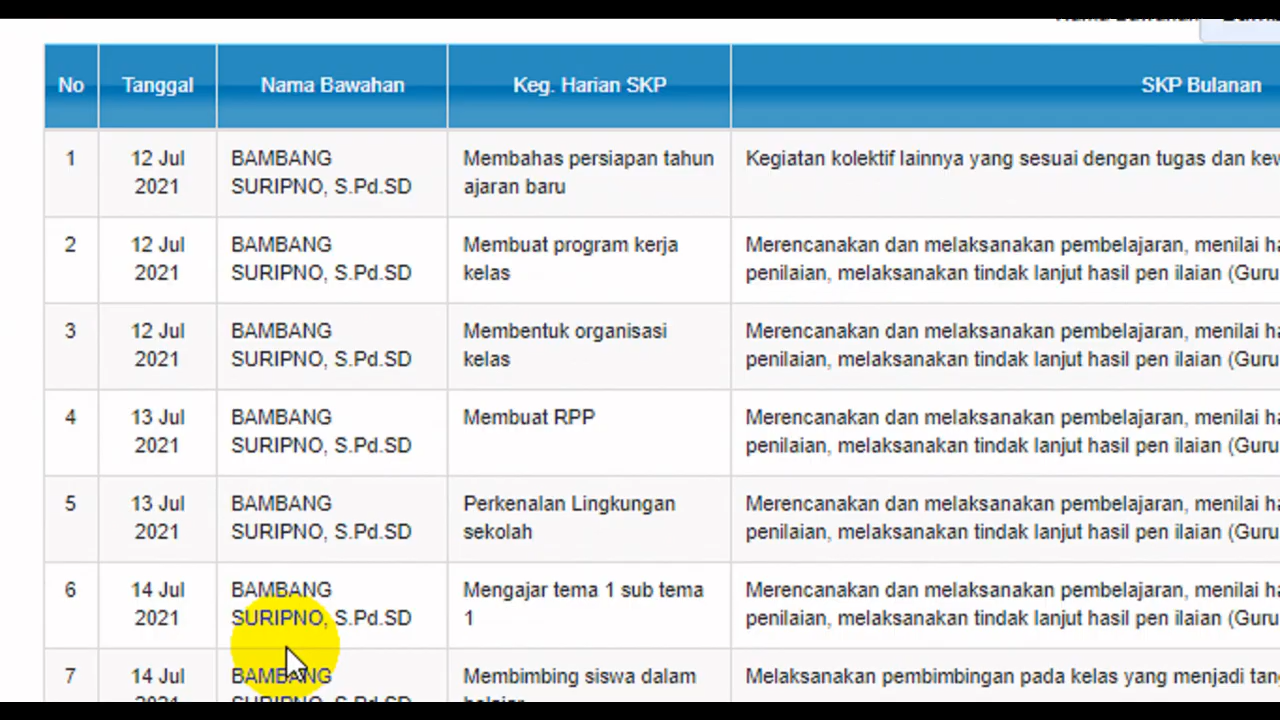 No Tanggal Nama Bawahan Keg. Harian SKP SKP Bulanan
1 12 Jul BAMBANG Membahas persiapan tahun Kegiatan kolektif lainnya yang sesuai dengan tugas dan
2021 SURIPNO, S.Pd.SD ajaran baru
2 12 Jul BAMBANG Membuat program kerja Merencanakan dan melaksanakan pembelajaran, menilai
2021 SURIPNO, S.Pd.SD kelas penilaian, melaksanakan tindak lanjut hasil pen ilaian (Guru
3 12 Jul BAMBANG Membentuk organisasi Merencanakan dan melaksanakan pembelajaran, menilai
2021 SURIPNO, S.Pd.SD kelas penilaian, melaksanakan tindak lanjut hasil pen ilaian (Guru
4 13 Jul BAMBANG Membuat RPP Merencanakan dan melaksanakan pembelajaran, menilai
2021 SURIPNO, S.Pd.SD penilaian, melaksanakan tindak lanjut hasil pen ilaian (Guru
5 13 Jul BAMBANG Perkenalan Lingkungan Merencanakan dan melaksanakan pembelajaran, menilai
2021 SURIPNO, S.Pd.SD sekolah penilaian, melaksanakan tindak lanjut hasil pen ilaian (Guru
6 14 Jul BAMBANG Mengajar tema 1 sub tema Merencanakan dan melaksanakan pembelajaran, menilai
2021 SURIPNO, S.Pd.SD 1 penilaian, melaksanakan tindak lanjut hasil pen ilaian (Guru
7 14 Jul BAMBANG Membimbing siswa dalam Melaksanakan pembimbingan pada kelas yang menjadi